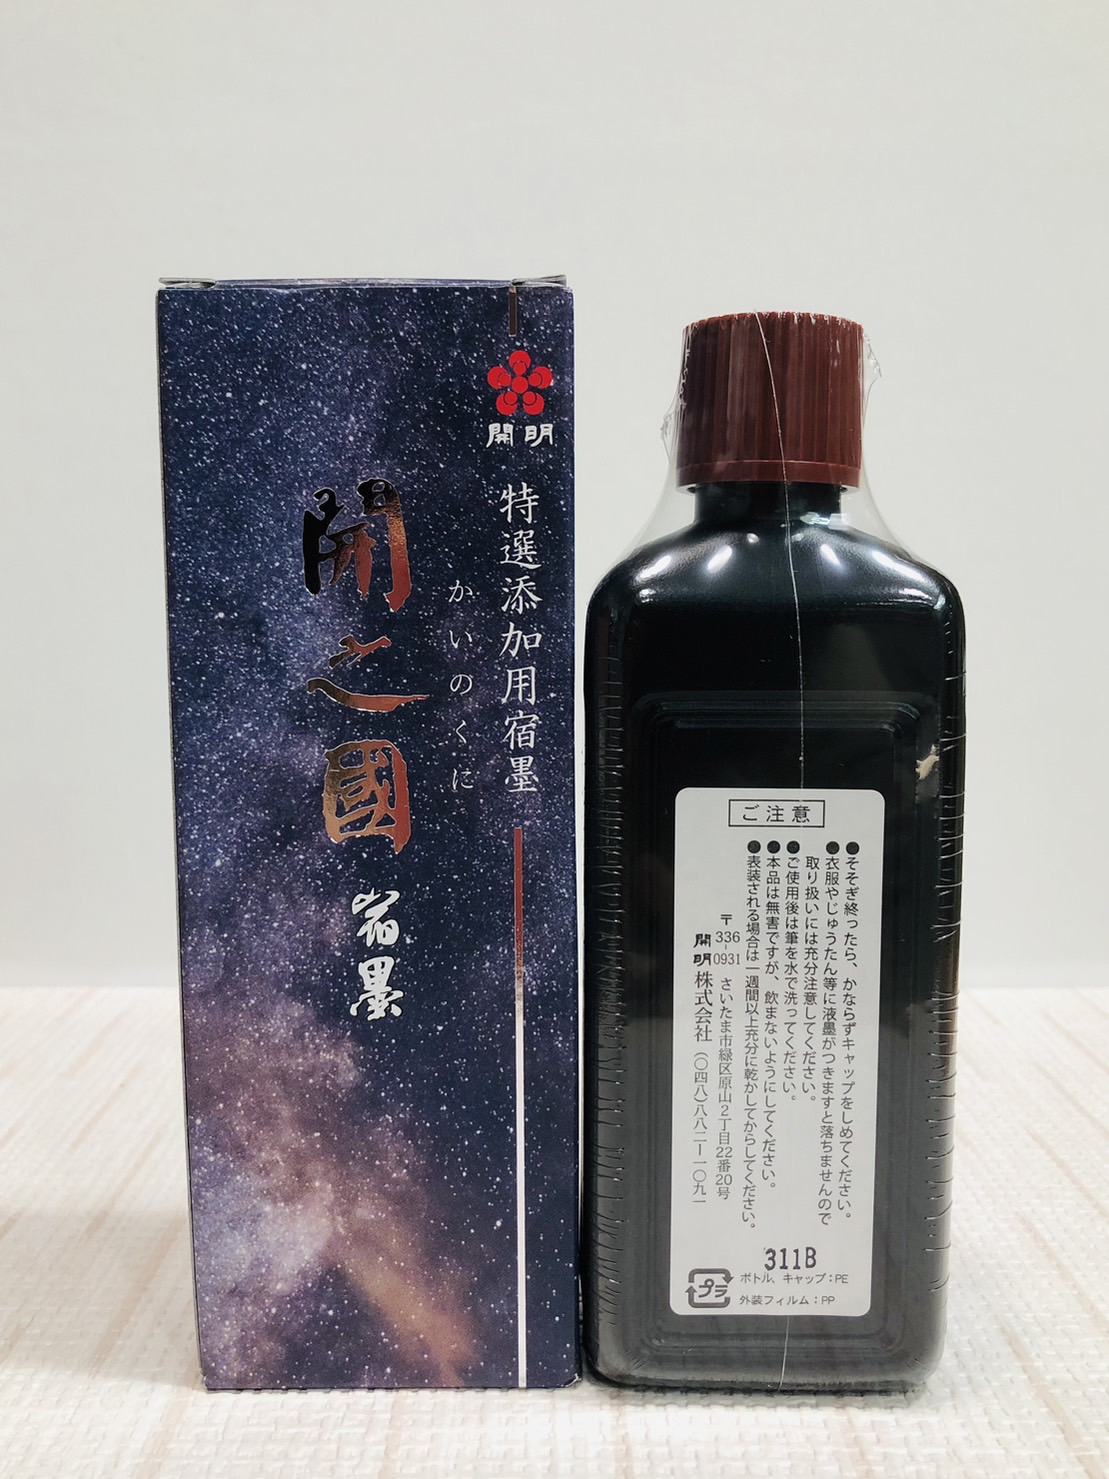 開明
特選添加用宿墨
かいのくに
開之國
宿墨
ご注意
●そそぎ終ったら、かならずキャップをしめてください。
●衣服やじゅうたん等に液墨がつきますと落ちませんので
取り扱いには充分注意してください。
●ご使用後は筆を水で洗ってください。
●本品は無害ですが、飲まないようにしてください。
●表装される場合は一週間以上充分に乾かしてからしてください。
〒336-0931 さいたま市緑区原山2丁目22番20号
開明株式会社 (〇四八)八八二ー一〇九一
311B
プラ
ボトル、キャップ:PE
外装フィルム:PP